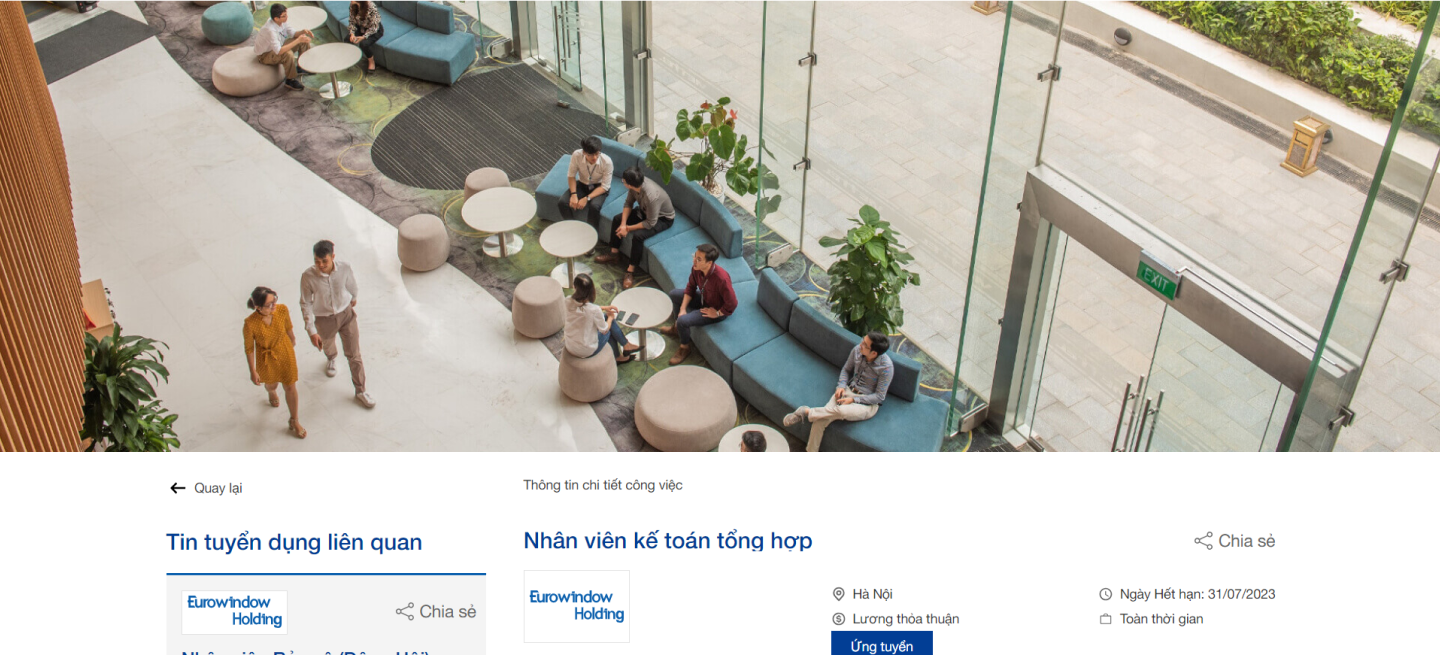 EXIT
Quay lại
Thông tin chi tiết công việc
Tin tuyển dụng liên quan
Nhân viên kế toán tổng hợp
Chia sẻ
Eurowindow
Holding
Chia sẻ
Eurowindow
Holding
Hà Nội
Lương thỏa thuận
Ứng tuyển
Ngày Hết hạn: 31/07/2023
Toàn thời gian